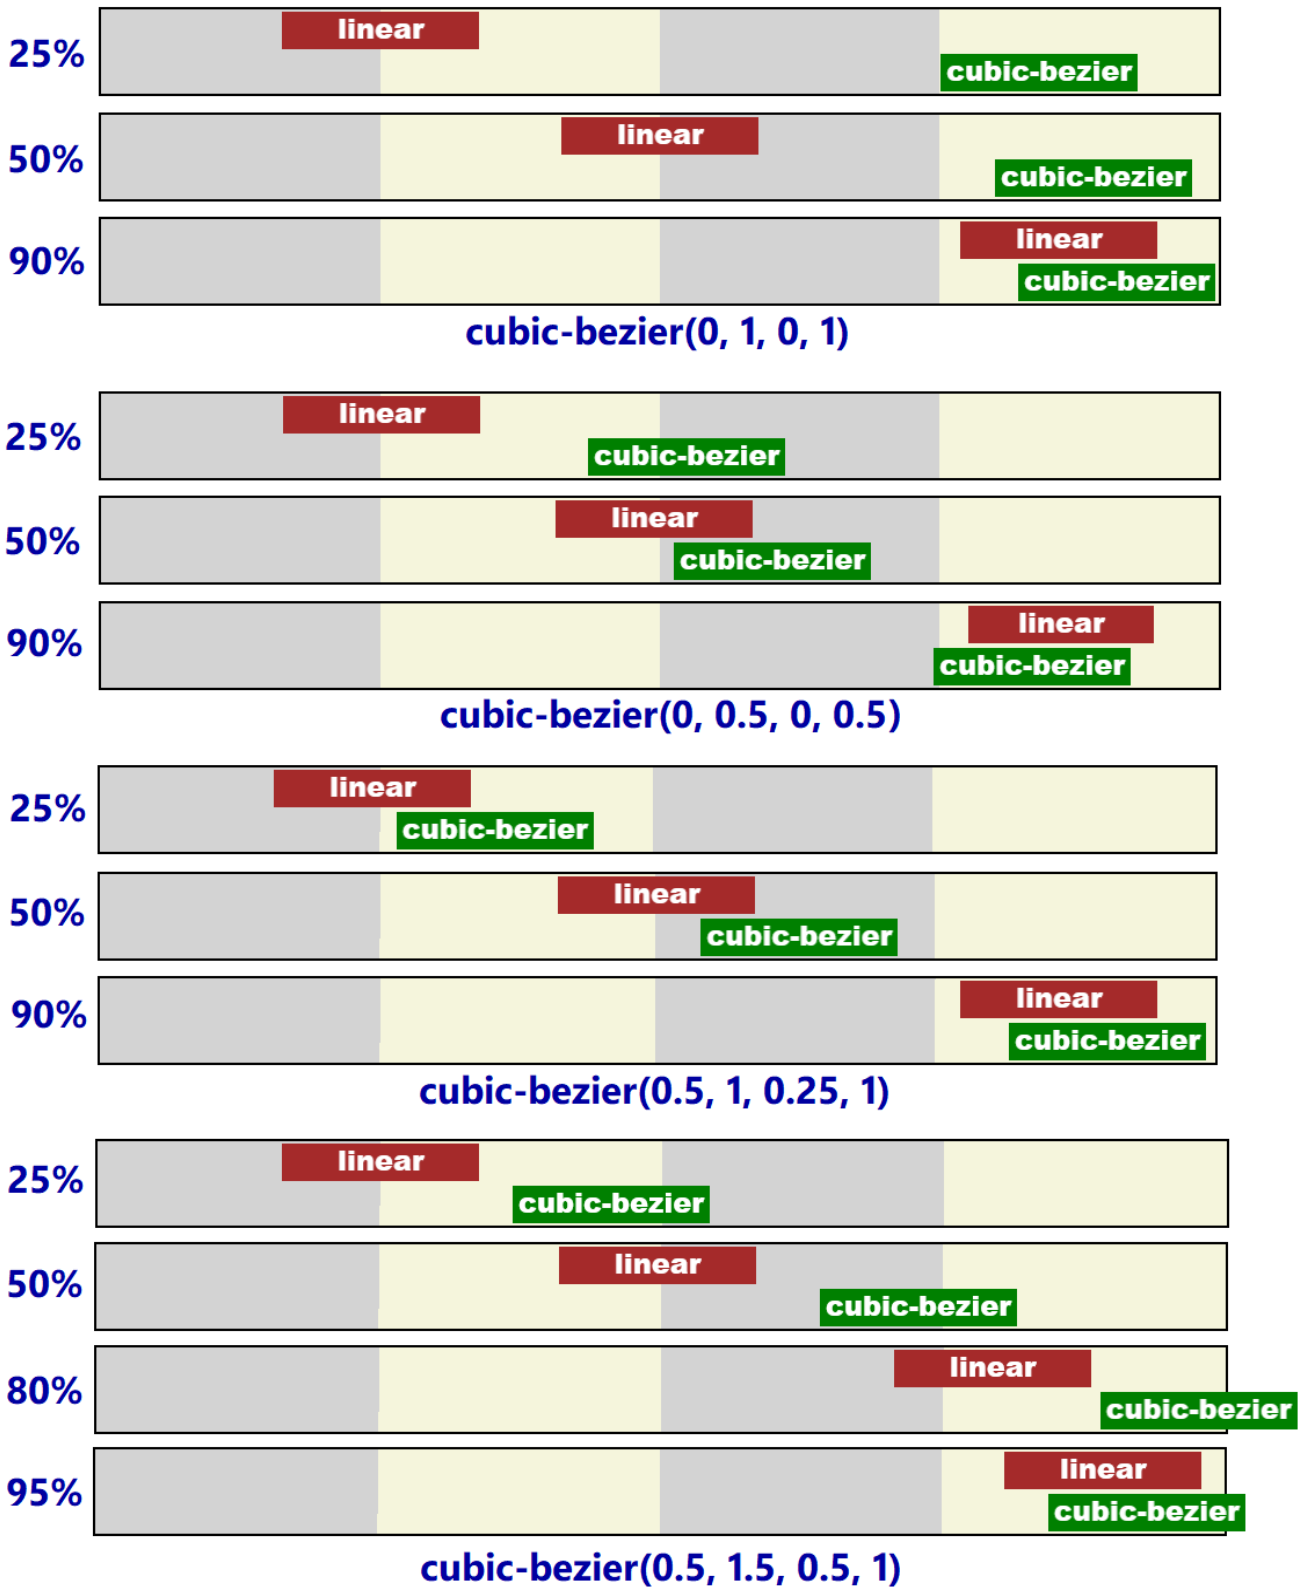 linear
25%
cubic-bezier
linear
50%
cubic-bezier
linear
90%
cubic-bezier
cubic-bezier(0, 1, 0, 1)
linear
25%
cubic-bezier
linear
50%
cubic-bezier
linear
90%
cubic-bezier
cubic-bezier(0, 0.5, 0, 0.5)
linear
25%
cubic-bezier
linear
50%
cubic-bezier
linear
90%
cubic-bezier
cubic-bezier(0.5, 1, 0.25, 1)
linear
25%
cubic-bezier
linear
50%
cubic-bezier
linear
80%
cubic-bezier
linear
95%
cubic-bezier
cubic-bezier(0.5, 1.5, 0.5, 1)